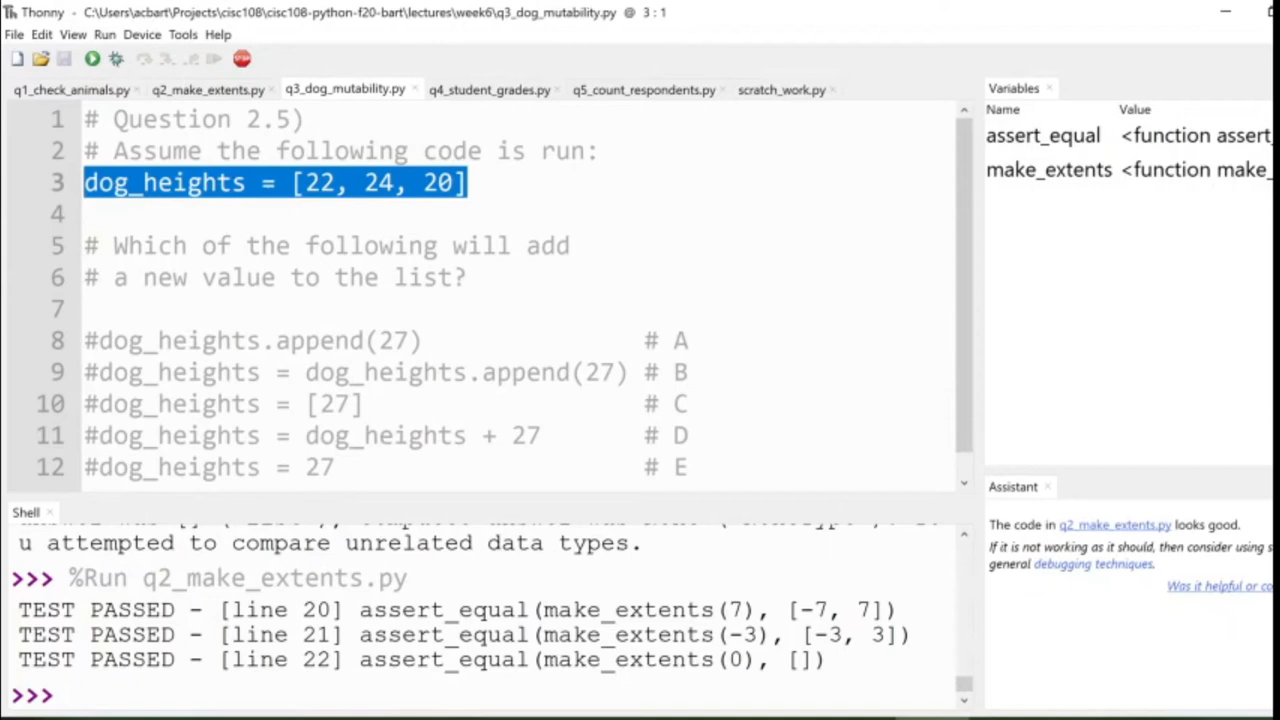 Thonny - C:\Users\acbart\Projects\cisc108\cisc108-python-f20-bart\lectures\week6\q3_dog_mutability.py @ 3 : 1
File Edit View Run Device Tools Help
STOP
q1_check_animals.py q2_make_extents.py q3_dog_mutability.py q4_student_grades.py q5_count_respondents.py scratch_work.py
1 # Question 2.5)
2 # Assume the following code is run:
3 dog_heights = [22, 24, 20]
4
5 # Which of the following will add
6 # a new value to the list?
7
8 #dog_heights.append(27) # A
9 #dog_heights = dog_heights.append(27) # B
10 #dog_heights = [27] # C
11 #dog_heights = dog_heights + 27 # D
12 #dog_heights = 27 # E
Variables
Name Value
assert_equal <function assert_
make_extents <function make_
Shell
u attempted to compare unrelated data types.
>>> %Run q2_make_extents.py
TEST PASSED - [line 20] assert_equal(make_extents(7), [-7, 7])
TEST PASSED - [line 21] assert_equal(make_extents(-3), [-3, 3])
TEST PASSED - [line 22] assert_equal(make_extents(0), [])
>>>
Assistant
The code in q2_make_extents.py looks good.
If it is not working as it should, then consider using s
general debugging techniques.
Was it helpful or co